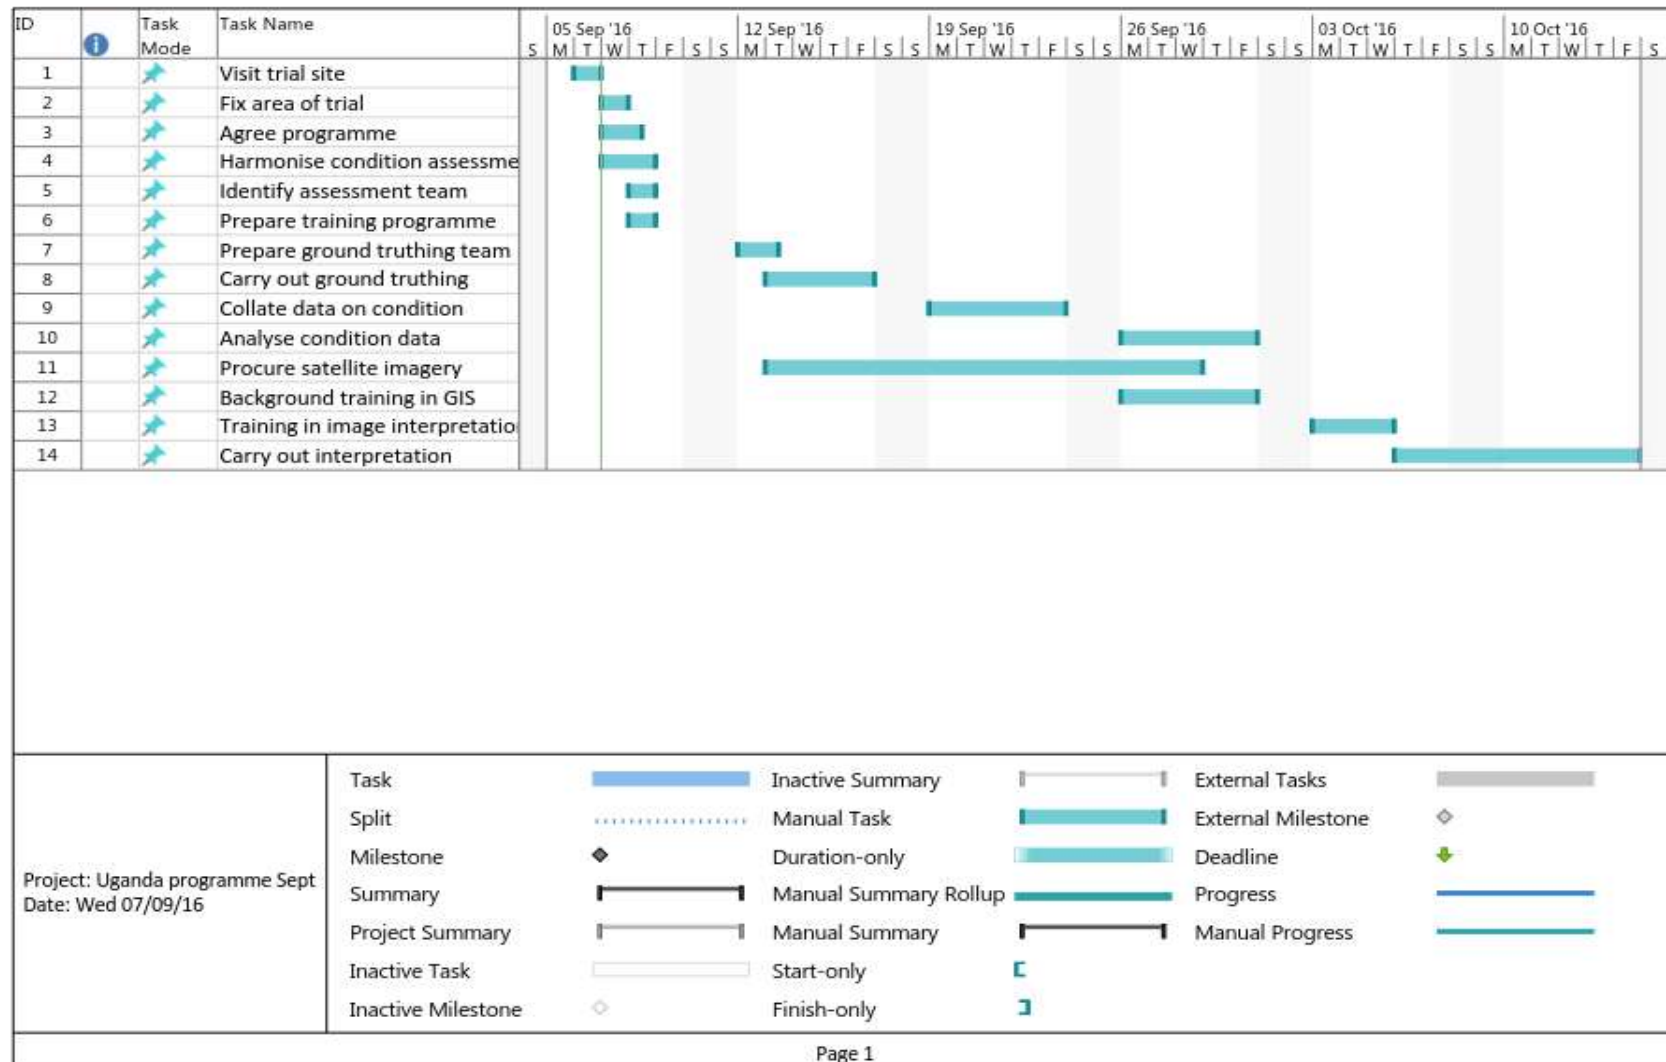 ID Task Mode Task Name
05 Sep '16 12 Sep '16 19 Sep '16 26 Sep '16 03 Oct '16 10 Oct '16
S M T W T F S S M T W T F S S M T W T F S S M T W T F S S M T W T F S S M T W T F S
1 Visit trial site
2 Fix area of trial
3 Agree programme
4 Harmonise condition assessme
5 Identify assessment team
6 Prepare training programme
7 Prepare ground truthing team
8 Carry out ground truthing
9 Collate data on condition
10 Analyse condition data
11 Procure satellite imagery
12 Background training in GIS
13 Training in image interpretatio
14 Carry out interpretation
Project: Uganda programme Sept
Date: Wed 07/09/16
Task Inactive Summary External Tasks
Split Manual Task External Milestone
Milestone Duration-only Deadline
Summary Manual Summary Rollup Progress
Project Summary Manual Summary Manual Progress
Inactive Task Start-only
Inactive Milestone Finish-only
Page 1